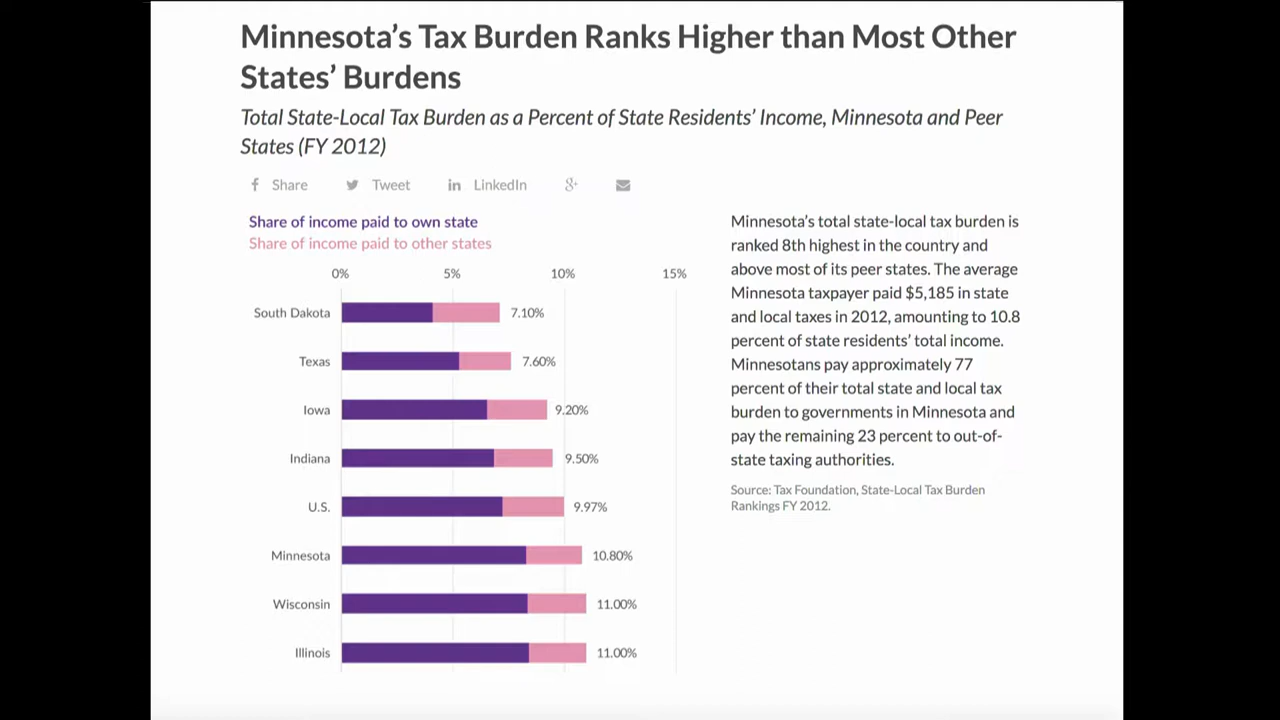 Minnesota’s Tax Burden Ranks Higher than Most Other
States’ Burdens
Total State-Local Tax Burden as a Percent of State Residents’ Income, Minnesota and Peer
States (FY 2012)
Share Tweet LinkedIn
Share of income paid to own state
Share of income paid to other states
0% 5% 10% 15%
South Dakota 7.10%
Texas 7.60%
Iowa 9.20%
Indiana 9.50%
U.S. 9.97%
Minnesota 10.80%
Wisconsin 11.00%
Illinois 11.00%
Minnesota’s total state-local tax burden is
ranked 8th highest in the country and
above most of its peer states. The average
Minnesota taxpayer paid $5,185 in state
and local taxes in 2012, amounting to 10.8
percent of state residents’ total income.
Minnesotans pay approximately 77
percent of their total state and local tax
burden to governments in Minnesota and
pay the remaining 23 percent to out-of-
state taxing authorities.
Source: Tax Foundation, State-Local Tax Burden
Rankings FY 2012.